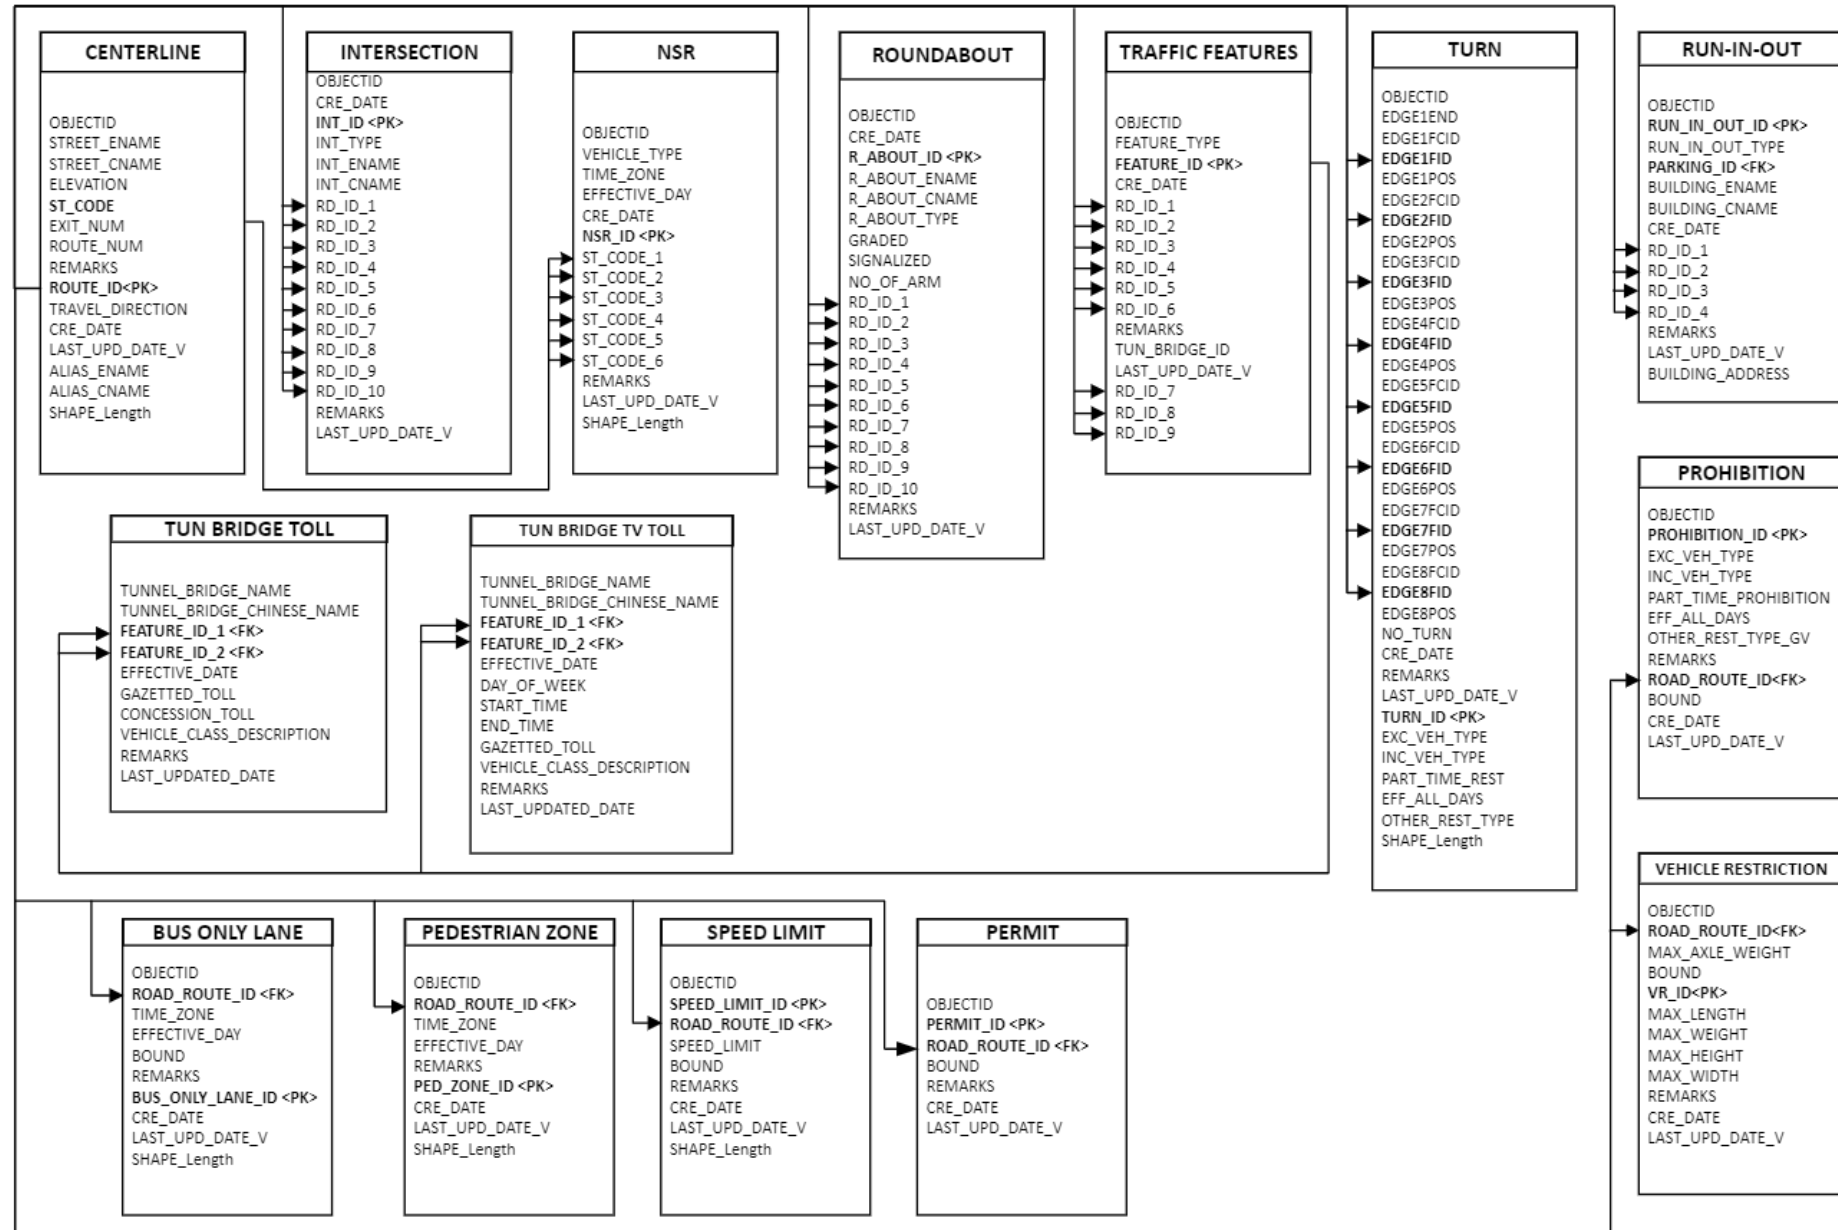 CENTERLINE
OBJECTID
STREET_ENAME
STREET_CNAME
ELEVATION
ST_CODE
EXIT_NUM
ROUTE_NUM
REMARKS
ROUTE_ID<PK>
TRAVEL_DIRECTION
CRE_DATE
LAST_UPD_DATE_V
ALIAS_ENAME
ALIAS_CNAME
SHAPE_Length
INTERSECTION
OBJECTID
CRE_DATE
INT_ID <PK>
INT_TYPE
INT_ENAME
INT_CNAME
RD_ID_1
RD_ID_2
RD_ID_3
RD_ID_4
RD_ID_5
RD_ID_6
RD_ID_7
RD_ID_8
RD_ID_9
RD_ID_10
REMARKS
LAST_UPD_DATE_V
NSR
OBJECTID
VEHICLE_TYPE
TIME_ZONE
EFFECTIVE_DAY
CRE_DATE
NSR_ID <PK>
ST_CODE_1
ST_CODE_2
ST_CODE_3
ST_CODE_4
ST_CODE_5
ST_CODE_6
REMARKS
LAST_UPD_DATE_V
SHAPE_Length
ROUNDABOUT
OBJECTID
CRE_DATE
R_ABOUT_ID <PK>
R_ABOUT_ENAME
R_ABOUT_CNAME
R_ABOUT_TYPE
GRADED
SIGNALIZED
NO_OF_ARM
RD_ID_1
RD_ID_2
RD_ID_3
RD_ID_4
RD_ID_5
RD_ID_6
RD_ID_7
RD_ID_8
RD_ID_9
RD_ID_10
REMARKS
LAST_UPD_DATE_V
TRAFFIC FEATURES
OBJECTID
FEATURE_TYPE
FEATURE_ID <PK>
CRE_DATE
RD_ID_1
RD_ID_2
RD_ID_3
RD_ID_4
RD_ID_5
RD_ID_6
REMARKS
TUN_BRIDGE_ID
LAST_UPD_DATE_V
RD_ID_7
RD_ID_8
RD_ID_9
TURN
OBJECTID
EDGE1END
EDGE1FCID
EDGE1FID
EDGE1POS
EDGE2FCID
EDGE2FID
EDGE2POS
EDGE3FCID
EDGE3FID
EDGE3POS
EDGE4FCID
EDGE4FID
EDGE4POS
EDGE5FCID
EDGE5FID
EDGE5POS
EDGE6FCID
EDGE6FID
EDGE6POS
EDGE7FCID
EDGE7FID
EDGE7POS
EDGE8FCID
EDGE8FID
EDGE8POS
NO_TURN
CRE_DATE
REMARKS
LAST_UPD_DATE_V
TURN_ID <PK>
EXC_VEH_TYPE
INC_VEH_TYPE
PART_TIME_REST
EFF_ALL_DAYS
OTHER_REST_TYPE
SHAPE_Length
RUN-IN-OUT
OBJECTID
RUN_IN_OUT_ID <PK>
RUN_IN_OUT_TYPE
PARKING_ID <FK>
BUILDING_ENAME
BUILDING_CNAME
CRE_DATE
RD_ID_1
RD_ID_2
RD_ID_3
RD_ID_4
REMARKS
LAST_UPD_DATE_V
BUILDING_ADDRESS
PROHIBITION
OBJECTID
PROHIBITION_ID <PK>
EXC_VEH_TYPE
INC_VEH_TYPE
PART_TIME_PROHIBITION
EFF_ALL_DAYS
OTHER_REST_TYPE_GV
REMARKS
ROAD_ROUTE_ID<FK>
BOUND
CRE_DATE
LAST_UPD_DATE_V
TUN BRIDGE TOLL
TUNNEL_BRIDGE_NAME
TUNNEL_BRIDGE_CHINESE_NAME
FEATURE_ID_1 <FK>
FEATURE_ID_2 <FK>
EFFECTIVE_DATE
GAZETTED_TOLL
CONCESSION_TOLL
VEHICLE_CLASS_DESCRIPTION
REMARKS
LAST_UPDATED_DATE
TUN BRIDGE TV TOLL
TUNNEL_BRIDGE_NAME
TUNNEL_BRIDGE_CHINESE_NAME
FEATURE_ID_1 <FK>
FEATURE_ID_2 <FK>
EFFECTIVE_DATE
DAY_OF_WEEK
START_TIME
END_TIME
GAZETTED_TOLL
VEHICLE_CLASS_DESCRIPTION
REMARKS
LAST_UPDATED_DATE
VEHICLE RESTRICTION
OBJECTID
ROAD_ROUTE_ID<FK>
MAX_AXLE_WEIGHT
BOUND
VR_ID<PK>
MAX_LENGTH
MAX_WEIGHT
MAX_HEIGHT
MAX_WIDTH
REMARKS
CRE_DATE
LAST_UPD_DATE_V
BUS ONLY LANE
OBJECTID
ROAD_ROUTE_ID <FK>
TIME_ZONE
EFFECTIVE_DAY
BOUND
REMARKS
BUS_ONLY_LANE_ID <PK>
CRE_DATE
LAST_UPD_DATE_V
SHAPE_Length
PEDESTRIAN ZONE
OBJECTID
ROAD_ROUTE_ID <FK>
TIME_ZONE
EFFECTIVE_DAY
REMARKS
PED_ZONE_ID <PK>
CRE_DATE
LAST_UPD_DATE_V
SHAPE_Length
SPEED LIMIT
OBJECTID
SPEED_LIMIT_ID <PK>
ROAD_ROUTE_ID <FK>
SPEED_LIMIT
BOUND
REMARKS
CRE_DATE
LAST_UPD_DATE_V
SHAPE_Length
PERMIT
OBJECTID
PERMIT_ID <PK>
ROAD_ROUTE_ID <FK>
BOUND
REMARKS
CRE_DATE
LAST_UPD_DATE_V